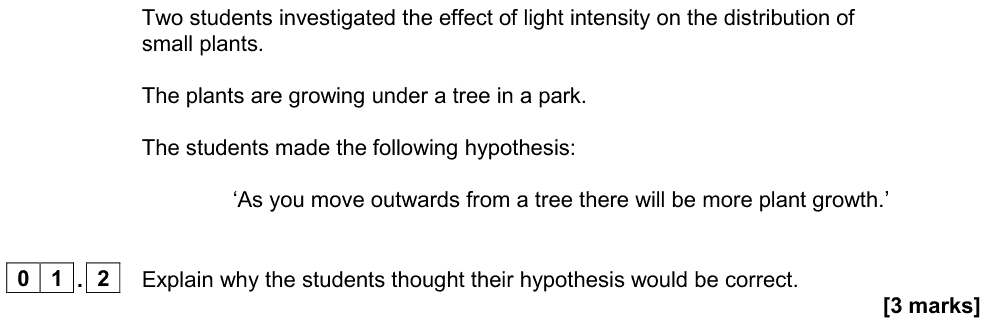 Two students investigated the effect of light intensity on the distribution of
small plants.
The plants are growing under a tree in a park.
The students made the following hypothesis:
‘As you move outwards from a tree there will be more plant growth.’
0 1 . 2 Explain why the students thought their hypothesis would be correct.
[3 marks]